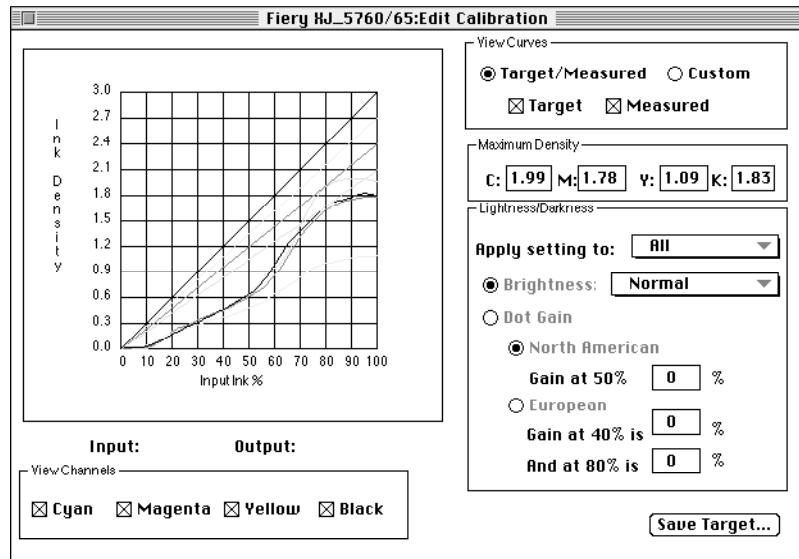 Fiery XJ_5760/65:Edit Calibration
View Curves
Target/Measured Custom
Target Measured
Maximum Density
C: 1.99 M: 1.78 Y: 1.09 K: 1.83
Lightness/Darkness
Apply setting to: All
Brightness: Normal
Dot Gain
North American
Gain at 50% 0 %
European
Gain at 40% is 0 %
And at 80% is 0 %
Save Target...
Ink Density
3.0
2.7
2.4
2.1
1.8
1.5
1.2
0.9
0.6
0.3
0.0
0 10 20 30 40 50 60 70 80 90 100
Input Ink %
Input: Output:
View Channels
Cyan Magenta Yellow Black